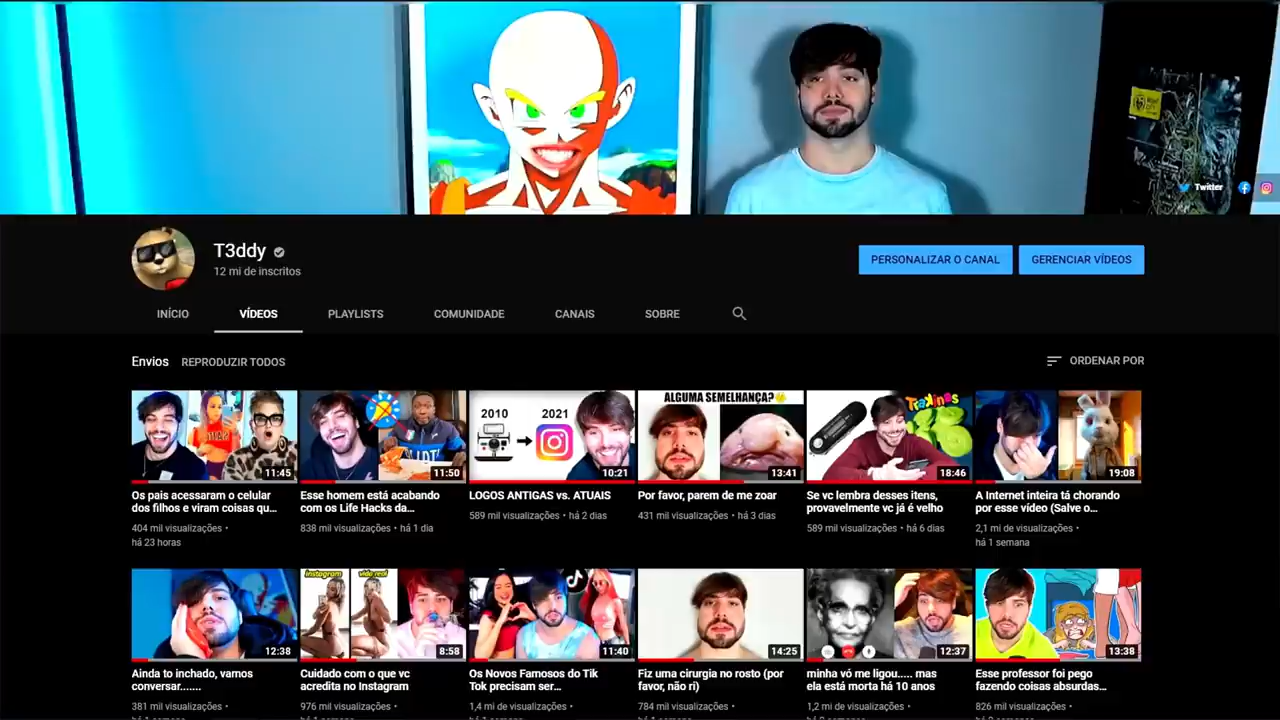 Twitter
T3ddy
12 mi de inscritos
PERSONALIZAR O CANAL
GERENCIAR VÍDEOS
INÍCIO
VÍDEOS
PLAYLISTS
COMUNIDADE
CANAIS
SOBRE
Envios
REPRODUZIR TODOS
ORDENAR POR
11:45
11:50
2010
2021
10:21
ALGUMA SEMELHANÇA?
13:41
Trakinas
18:46
19:08
Os pais acessaram o celular
dos filhos e viram coisas qu...
404 mil visualizações •
há 23 horas
Esse homem está acabando
com os Life Hacks da...
838 mil visualizações • há 1 dia
LOGOS ANTIGAS vs. ATUAIS
589 mil visualizações • há 2 dias
Por favor, parem de me zoar
431 mil visualizações • há 3 dias
Se vc lembra desses itens,
provavelmente vc já é velho
589 mil visualizações • há 6 dias
A Internet inteira tá chorando
por esse vídeo (Salve o...
2,1 mi de visualizações •
há 1 semana
12:38
instagram
vida real
8:58
11:40
14:25
12:37
13:38
Ainda to inchado, vamos
conversar.......
381 mil visualizações •
Cuidado com o que vc
acredita no Instagram
976 mil visualizações •
Os Novos Famosos do Tik
Tok precisam ser...
1,4 mi de visualizações •
Fiz uma cirurgia no rosto (por
favor, não ri)
784 mil visualizações •
minha vó me ligou..... mas
ela está morta há 10 anos
1,2 mi de visualizações •
Esse professor foi pego
fazendo coisas absurdas...
826 mil visualizações •